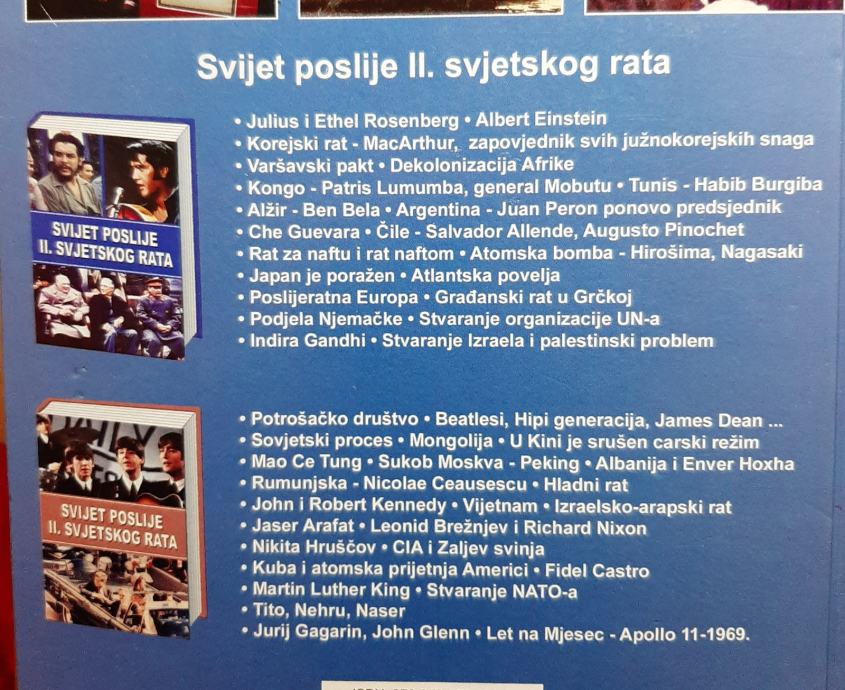 Svijet poslije II. svjetskog rata
SVIJET POSLIJE
II. SVJETSKOG RATA
• Julius i Ethel Rosenberg • Albert Einstein
• Korejski rat - MacArthur, zapovjednik svih južnokorejskih snaga
• Varšavski pakt • Dekolonizacija Afrike
• Kongo - Patris Lumumba, general Mobutu • Tunis - Habib Burgiba
• Alžir - Ben Bela • Argentina - Juan Peron ponovo predsjednik
• Che Guevara • Čile - Salvador Allende, Augusto Pinochet
• Rat za naftu i rat naftom • Atomska bomba - Hirošima, Nagasaki
• Japan je poražen • Atlantska povelja
• Poslijeratna Europa • Građanski rat u Grčkoj
• Podjela Njemačke • Stvaranje organizacije UN-a
• Indira Gandhi • Stvaranje Izraela i palestinski problem
SVIJET POSLIJE
II. SVJETSKOG RATA
• Potrošačko društvo • Beatlesi, Hipi generacija, James Dean ...
• Sovjetski proces • Mongolija • U Kini je srušen carski režim
• Mao Ce Tung • Sukob Moskva - Peking • Albanija i Enver Hoxha
• Rumunjska - Nicolae Ceausescu • Hladni rat
• John i Robert Kennedy • Vijetnam • Izraelsko-arapski rat
• Jaser Arafat • Leonid Brežnjev i Richard Nixon
• Nikita Hruščov • CIA i Zaljev svinja
• Kuba i atomska prijetnja Americi • Fidel Castro
• Martin Luther King • Stvaranje NATO-a
• Tito, Nehru, Naser
• Jurij Gagarin, John Glenn • Let na Mjesec - Apollo 11-1969.